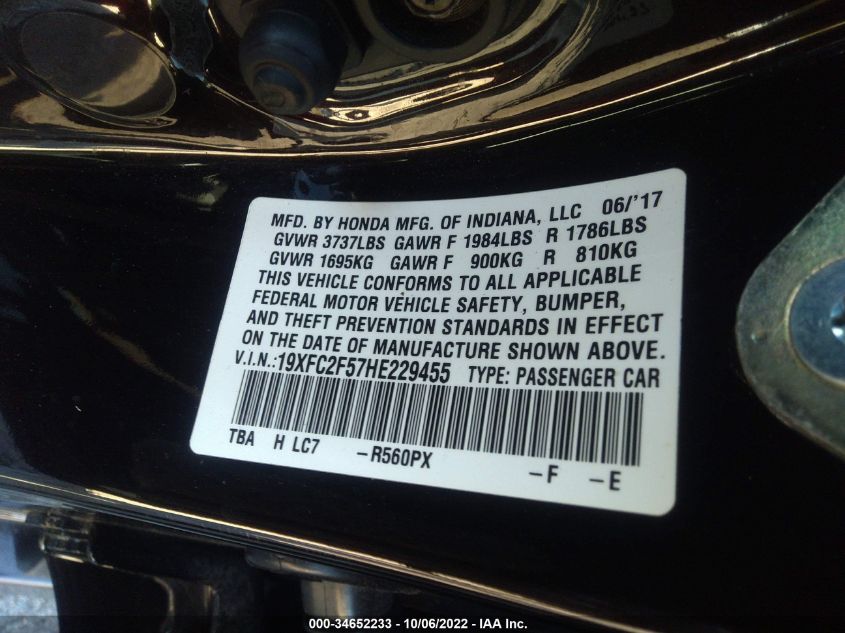 MFD. BY HONDA MFG. OF INDIANA, LLC 06/'17
GVWR 3737LBS GAWR F 1984LBS R 1786LBS
GVWR 1695KG GAWR F 900KG R 810KG
THIS VEHICLE CONFORMS TO ALL APPLICABLE
FEDERAL MOTOR VEHICLE SAFETY, BUMPER,
AND THEFT PREVENTION STANDARDS IN EFFECT
ON THE DATE OF MANUFACTURE SHOWN ABOVE.
V.I.N.:19XFC2F57HE229455 TYPE: PASSENGER CAR
TBA H LC7 -R560PX -F -E
000-34652233 - 10/06/2022 - IAA Inc.